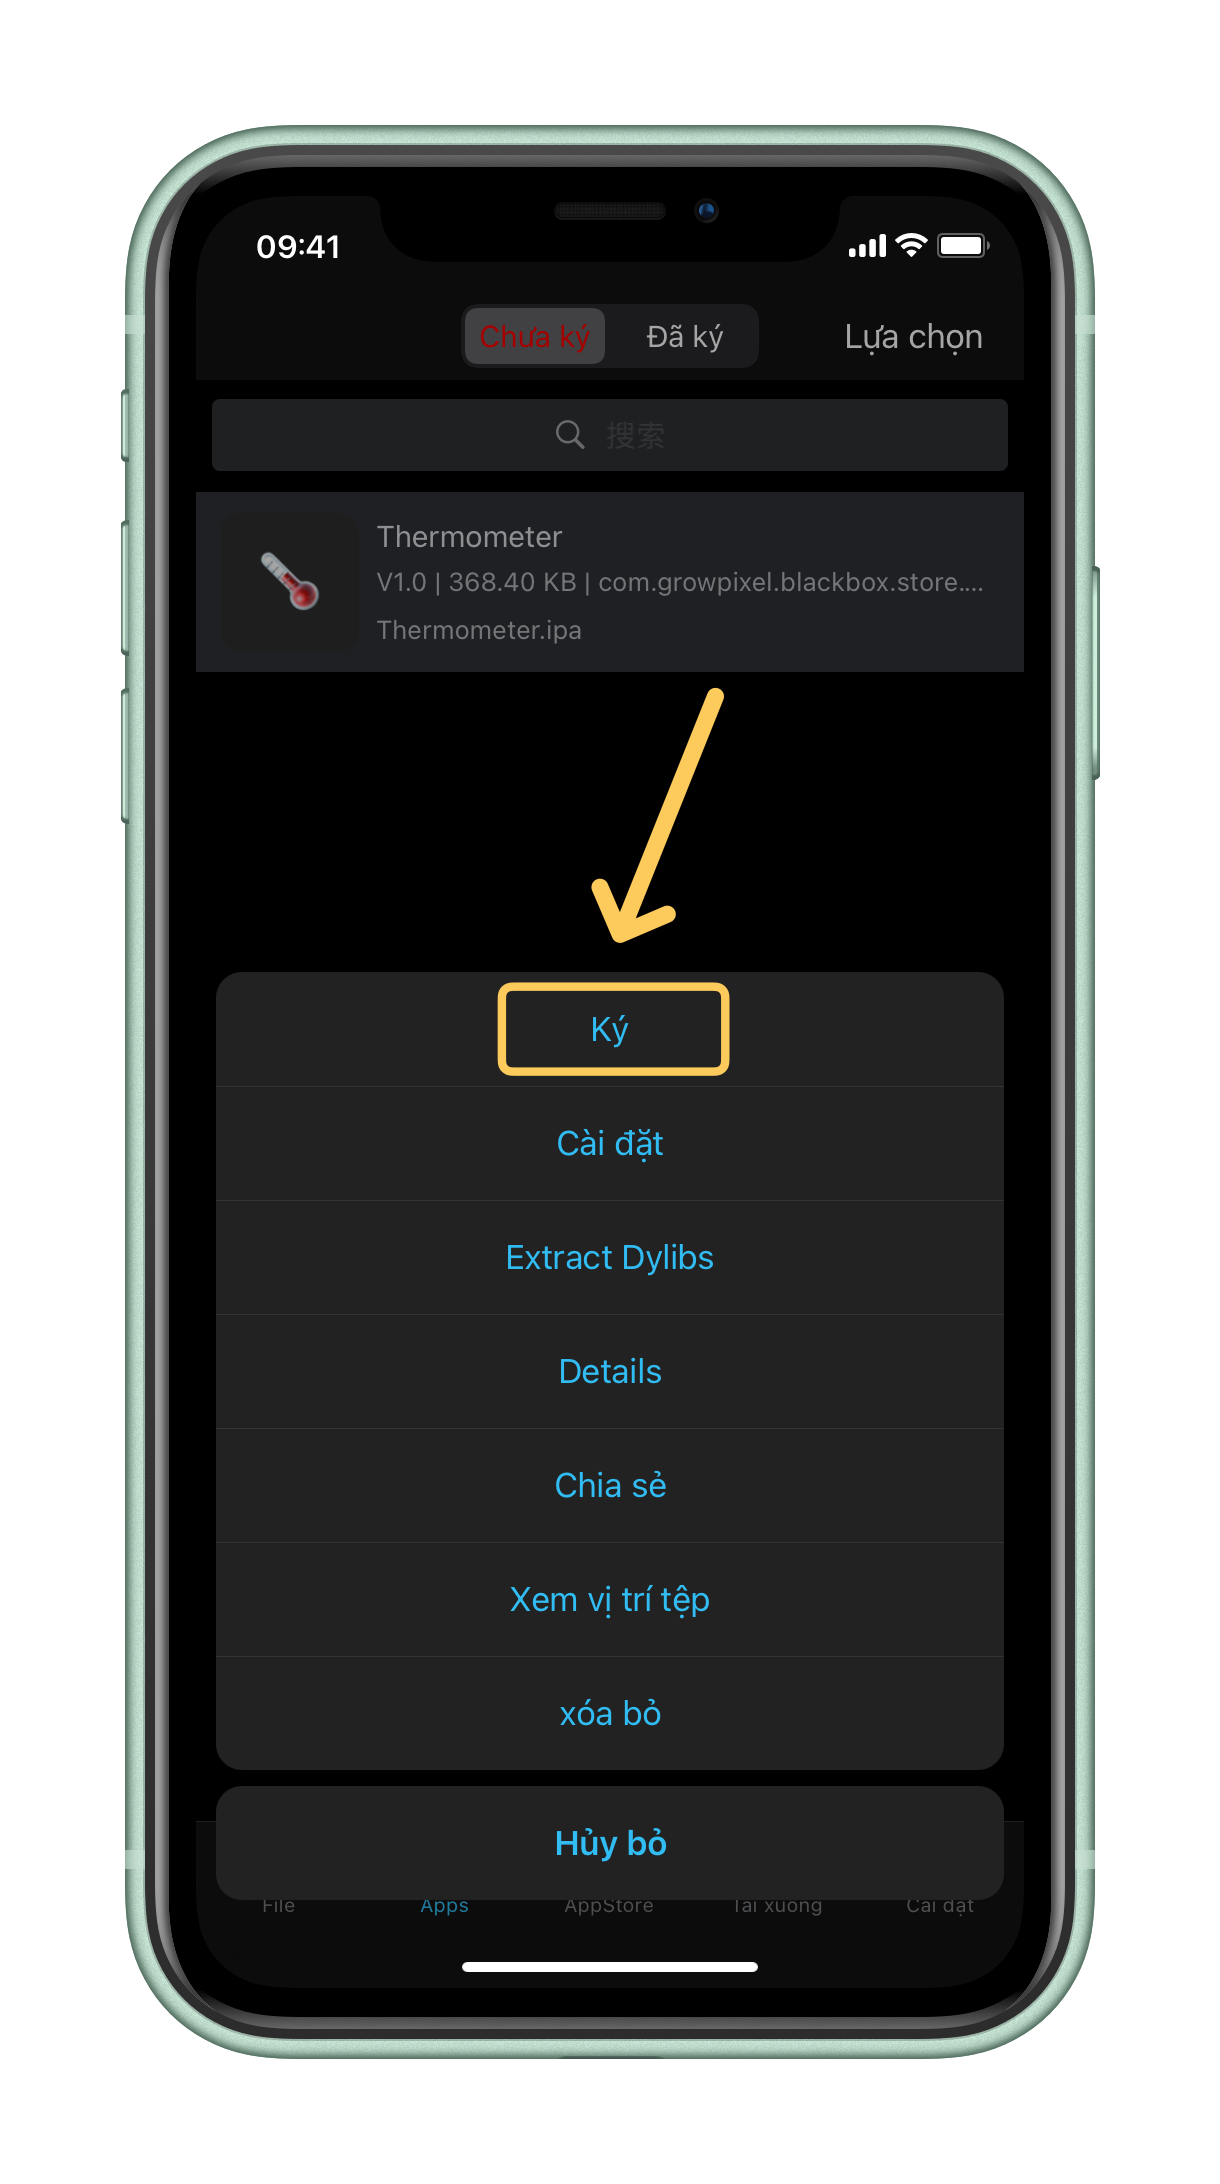 09:41
Chưa ký Đã ký Lựa chọn
搜索
Thermometer
V1.0 | 368.40 KB | com.growpixel.blackbox.store....
Thermometer.ipa
Ký
Cài đặt
Extract Dylibs
Details
Chia sẻ
Xem vị trí tệp
xóa bỏ
Hủy bỏ
File Apps AppStore Tải xuống Cài đặt